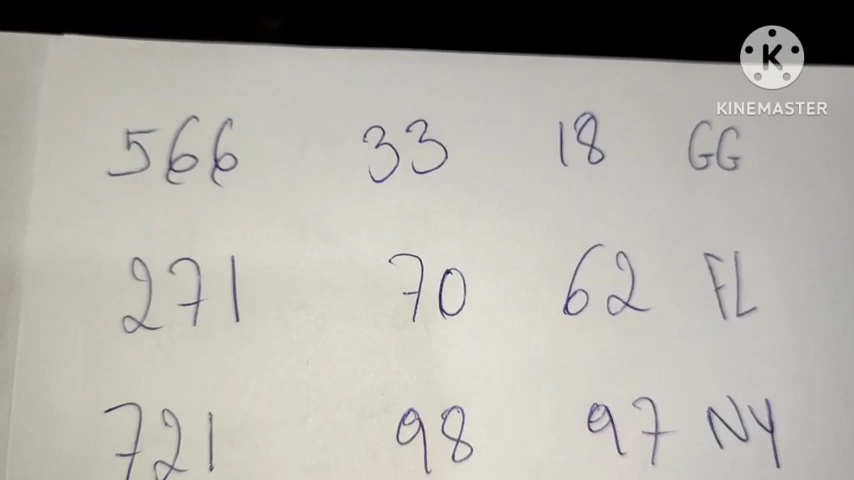 K
KINEMASTER
566 33 18 GG
271 70 62 FL
721 98 97 NY